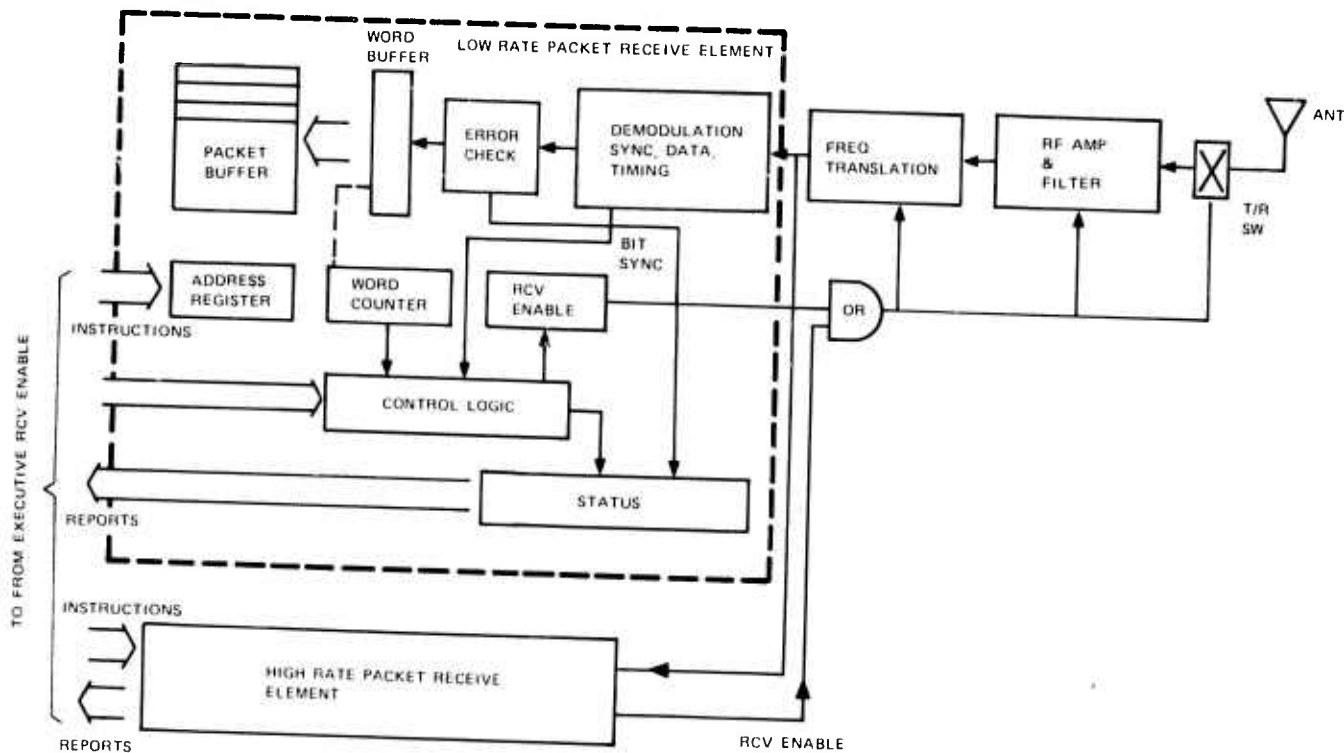 WORD
BUFFER
LOW RATE PACKET RECEIVE ELEMENT
PACKET
BUFFER
ERROR
CHECK
DEMODULATION
SYNC, DATA,
TIMING
FREQ
TRANSLATION
RF AMP
&
FILTER
ANT
T/R
SW
BIT
SYNC
ADDRESS
REGISTER
WORD
COUNTER
RCV
ENABLE
OR
INSTRUCTIONS
CONTROL LOGIC
STATUS
REPORTS
TO FROM EXECUTIVE RCV ENABLE
INSTRUCTIONS
HIGH RATE PACKET RECEIVE
ELEMENT
REPORTS
RCV ENABLE